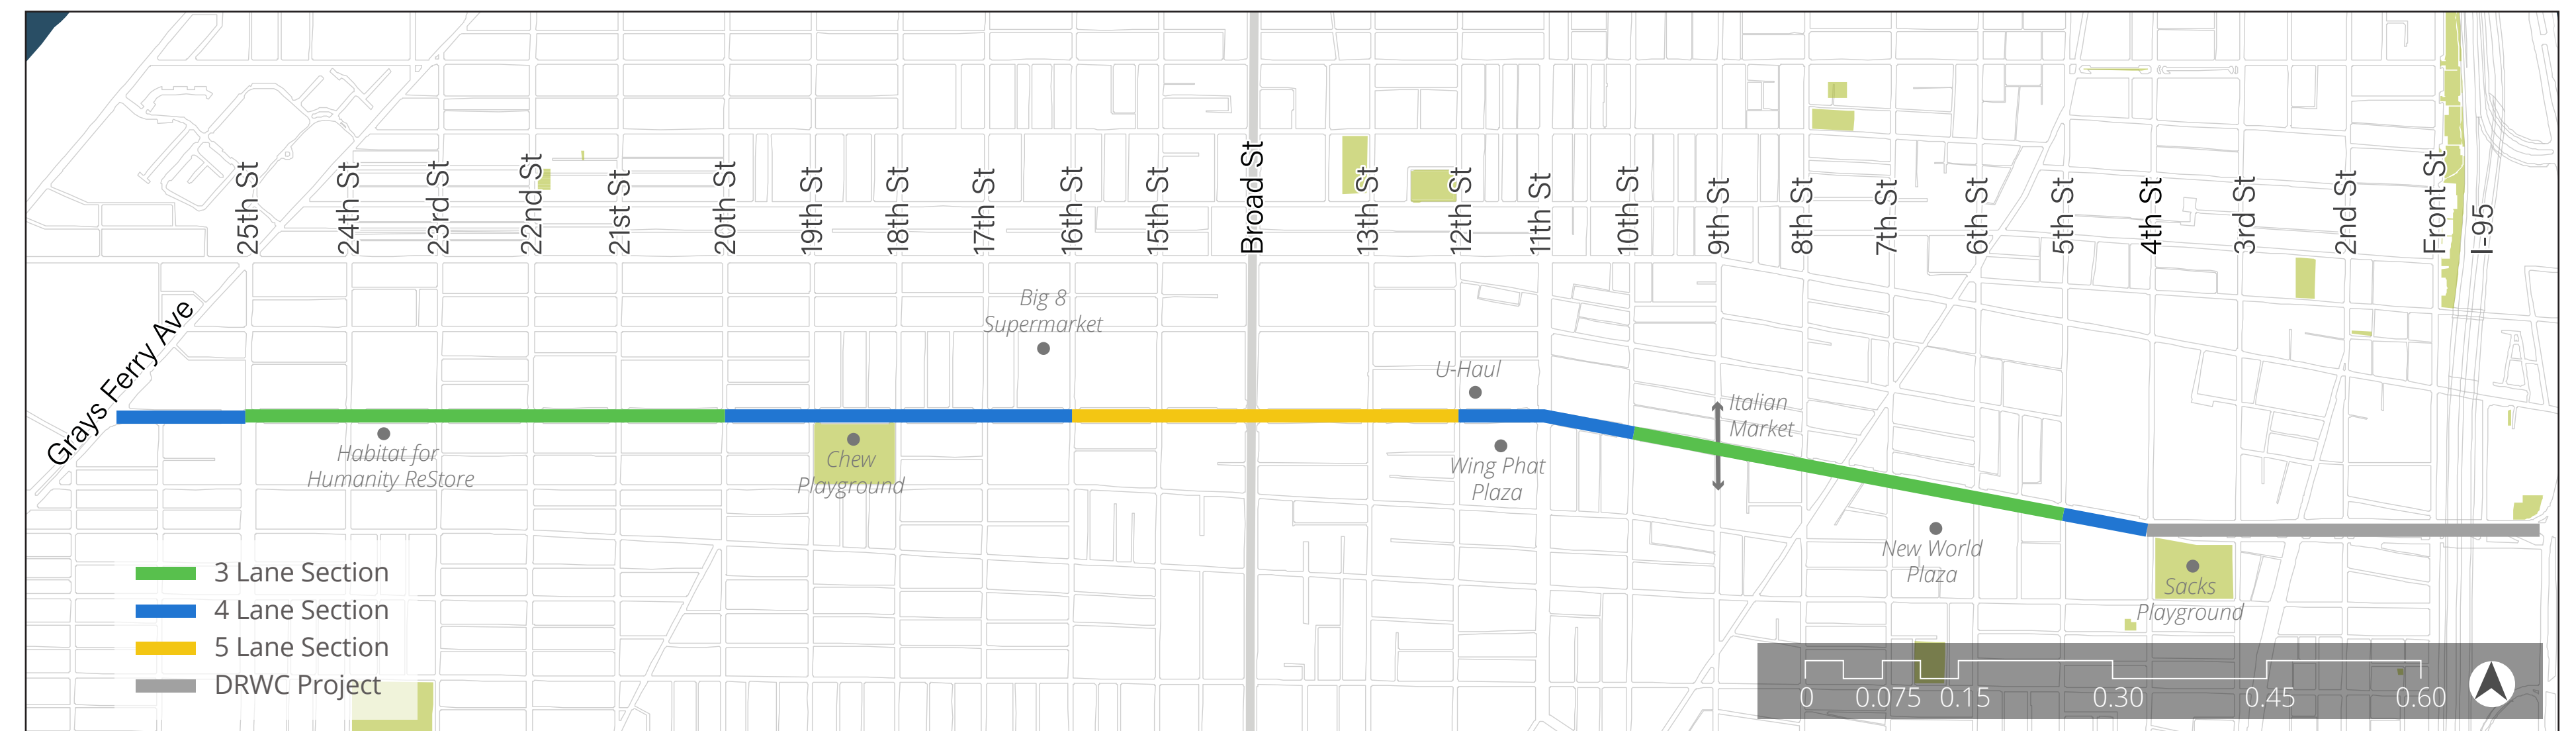 25th St
24th St
23rd St
22nd St
21st St
20th St
19th St
18th St
17th St
16th St
15th St
Broad St
13th St
12th St
11th St
10th St
9th St
8th St
7th St
6th St
5th St
4th St
3rd St
2nd St
Front St
I-95
Grays Ferry Ave
Big 8
Supermarket
U-Haul
Italian
Market
Habitat for
Humanity ReStore
Chew
Playground
Wing Phat
Plaza
New World
Plaza
Sacks
Playground
3 Lane Section
4 Lane Section
5 Lane Section
DRWC Project
0 0.075 0.15 0.30 0.45 0.60